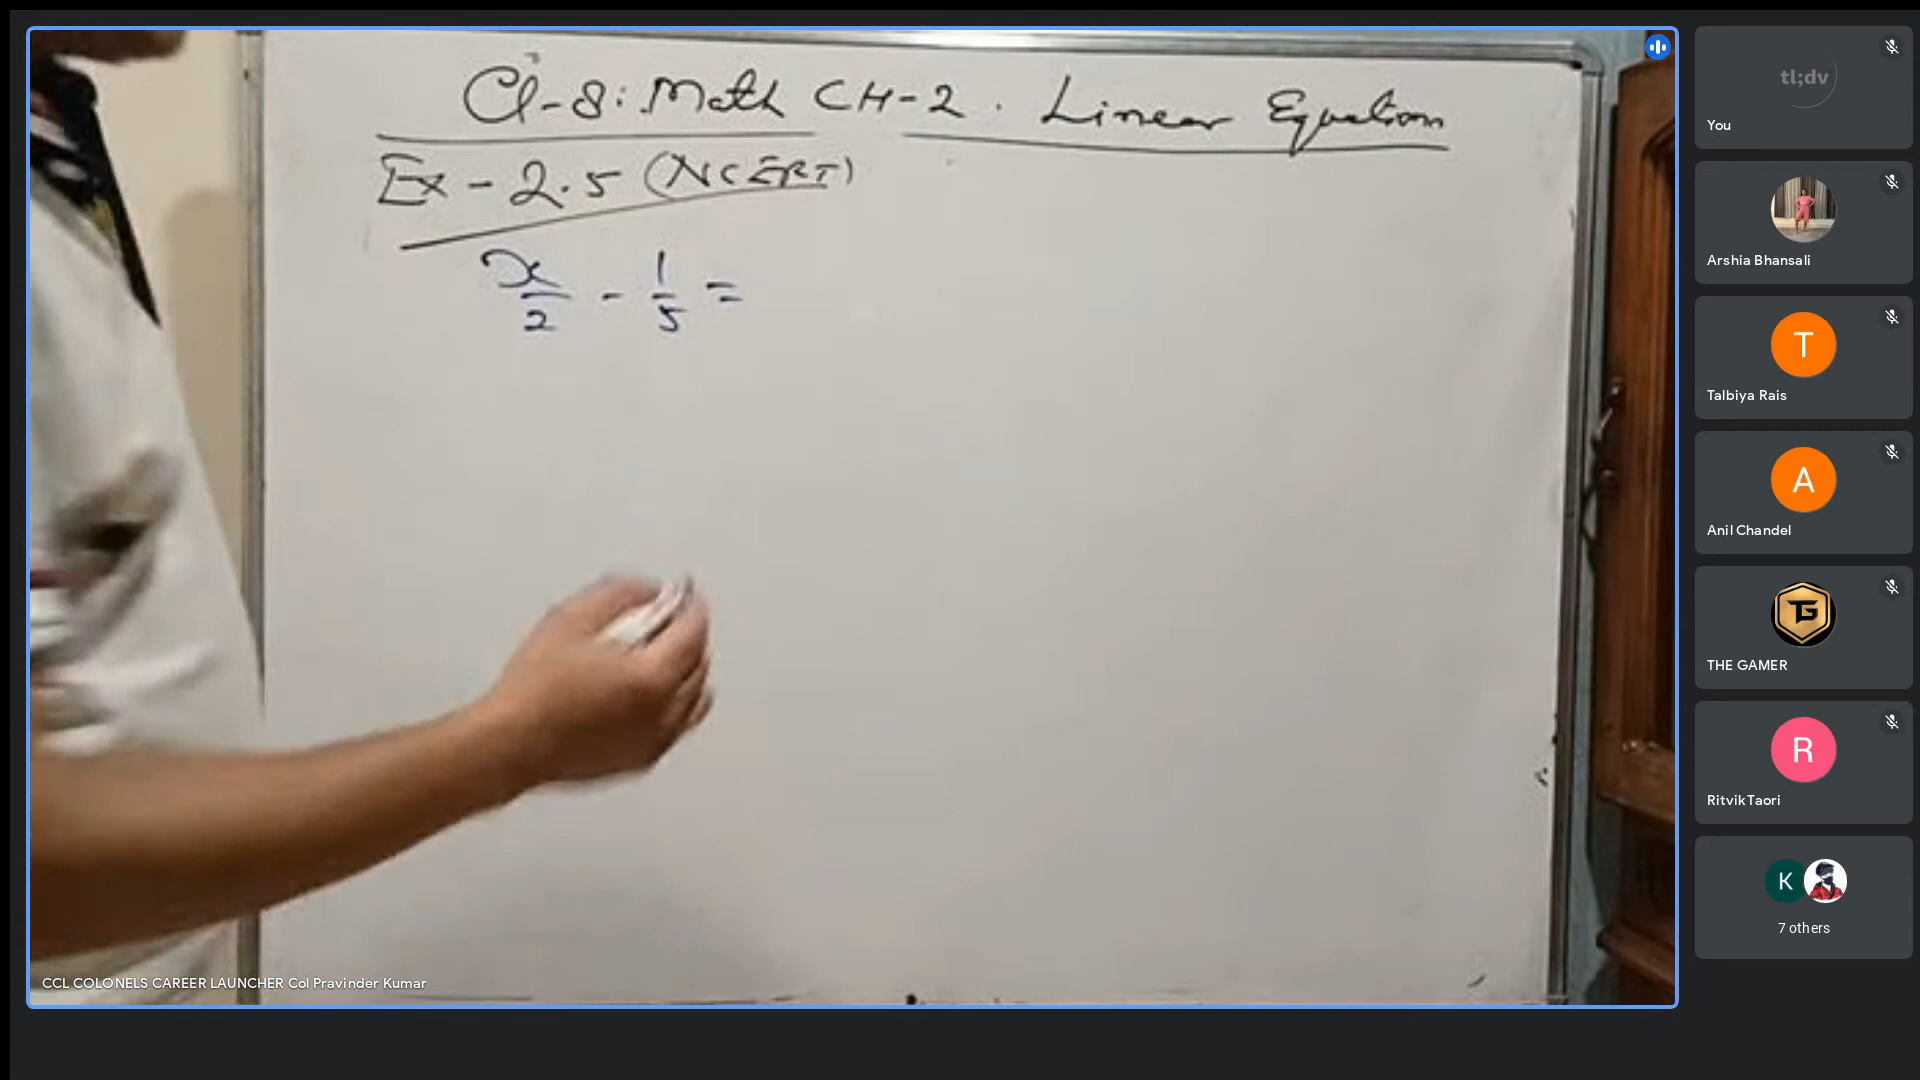 Cl-8: Math CH-2. Linear Equation
Ex-2.5 (NCERT)
x/2 - 1/5 =
CCL COLONELS CAREER LAUNCHER Col Pravinder Kumar
tl;dv
You
Arshia Bhansali
T
Talbiya Rais
A
Anil Chandel
TG
THE GAMER
R
RitvikTaori
K
7 others